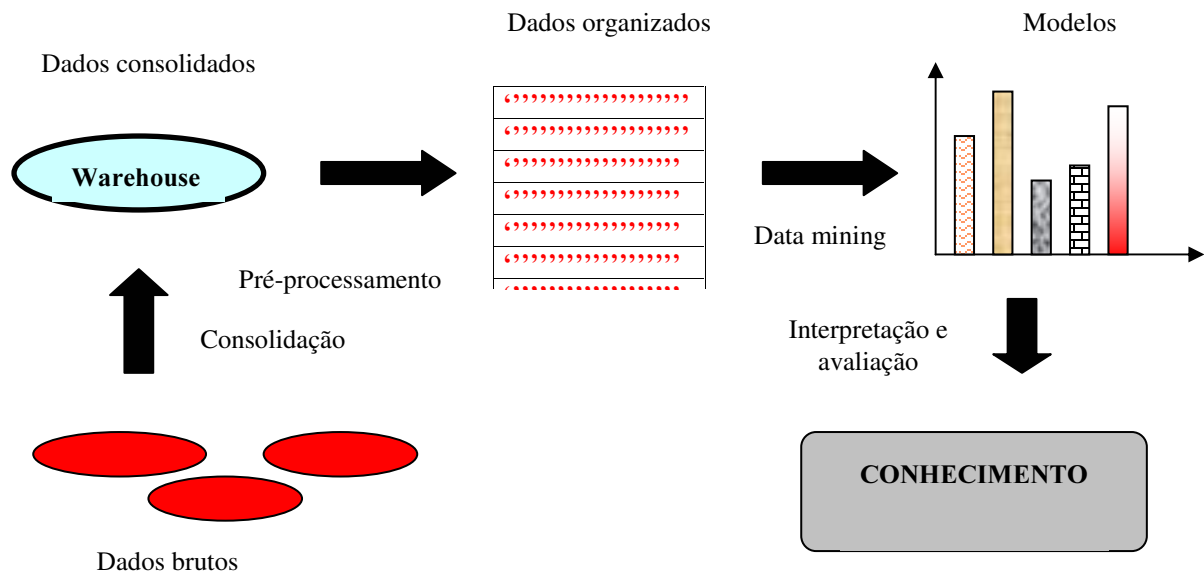 Dados organizados
Modelos
Dados consolidados
‘’’’’’’’’’’’’’’’’’’’
‘’’’’’’’’’’’’’’’’’’’
‘’’’’’’’’’’’’’’’’’’
‘’’’’’’’’’’’’’’’’’’
‘’’’’’’’’’’’’’’’’’’
‘’’’’’’’’’’’’’’’’’’
‘’’’’’’’’’’’’’’’’’’
Warehouse
Data mining
Pré-processamento
Consolidação
Interpretação e
avaliação
CONHECIMENTO
Dados brutos